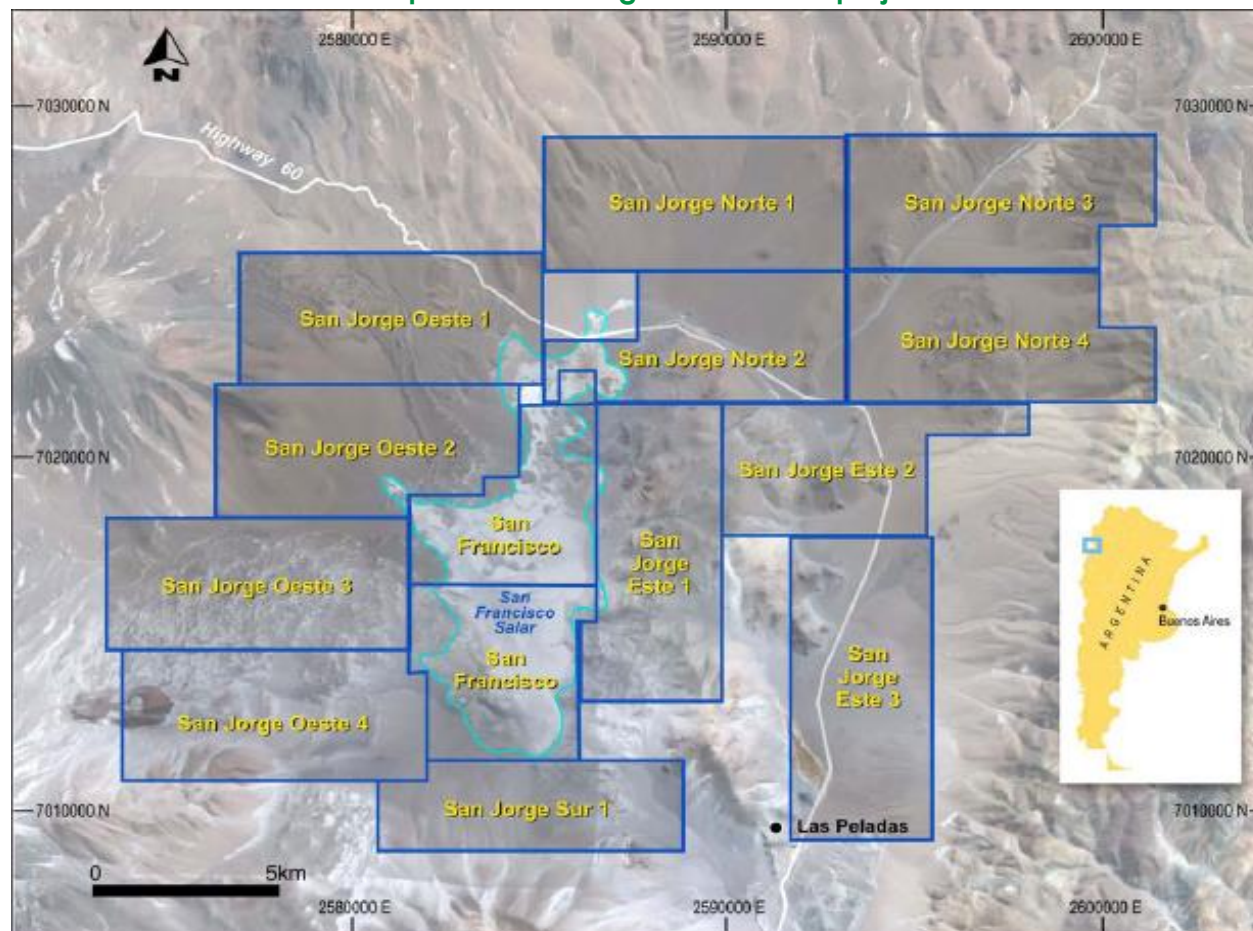 2580000 E
2590000 E
2600000 E
N
7030000 N
7030000 N
Highway 60
San Jorge Norte 1
San Jorge Norte 3
San Jorge Oeste 1
San Jorge Norte 2
San Jorge Norte 4
San Jorge Oeste 2
7020000 N
San Jorge Este 2
7020000 N
San
Francisco
San
Jorge
Este 1
San Jorge Oeste 3
San
Francisco
Salar
San
Francisco
San Jorge Oeste 4
San
Jorge
Este 3
ARGENTINA
Buenos Aires
7010000 N
San Jorge Sur 1
Las Peladas
7010000 N
0
5km
2580000 E
2590000 E
2600000 E